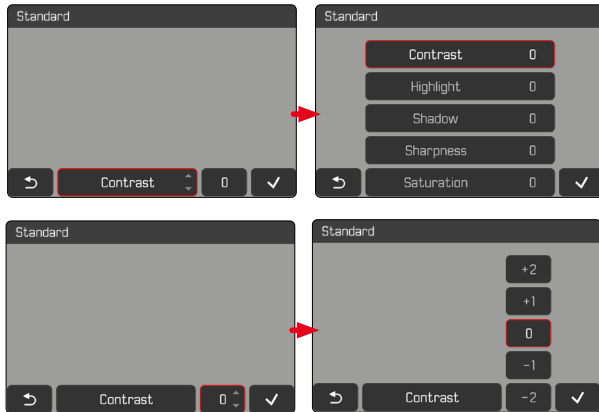 Standard
Contrast 0
Standard
Contrast 0
Highlight 0
Shadow 0
Sharpness 0
Saturation 0
Standard
Contrast 0
Standard
+2
+1
0
-1
Contrast -2